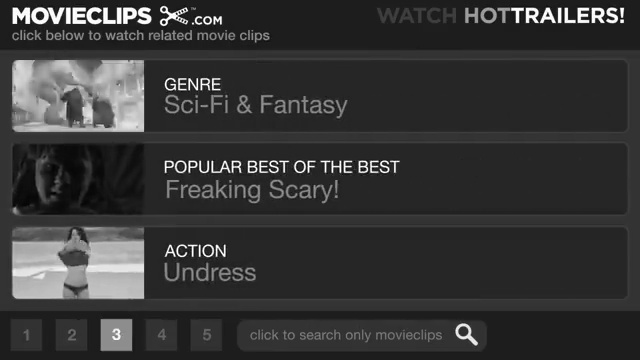 MOVIECLIPS .COM™
WATCH HOTTRAILERS!
click below to watch related movie clips
GENRE
Sci-Fi & Fantasy
POPULAR BEST OF THE BEST
Freaking Scary!
ACTION
Undress
1 2 3 4 5 click to search only movieclips